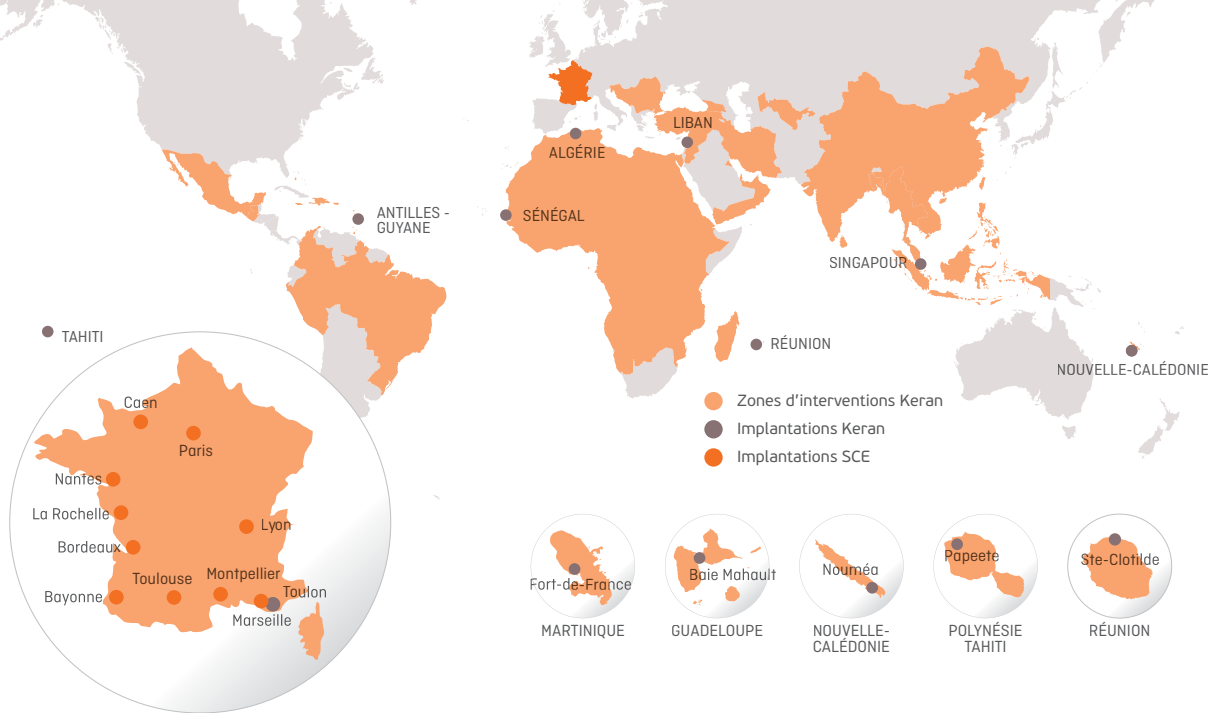 LIBAN
ALGÉRIE
ANTILLES -
GUYANE
SÉNÉGAL
SINGAPOUR
TAHITI
RÉUNION
NOUVELLE-CALÉDONIE
Zones d'interventions Keran
Implantations Keran
Implantations SCE
Caen
Paris
Nantes
La Rochelle
Lyon
Bordeaux
Toulouse
Montpellier
Bayonne
Toulon
Marseille
Fort-de-France
MARTINIQUE
Baie Mahault
GUADELOUPE
Nouméa
NOUVELLE-
CALÉDONIE
Papeete
POLYNÉSIE
TAHITI
Ste-Clotilde
RÉUNION